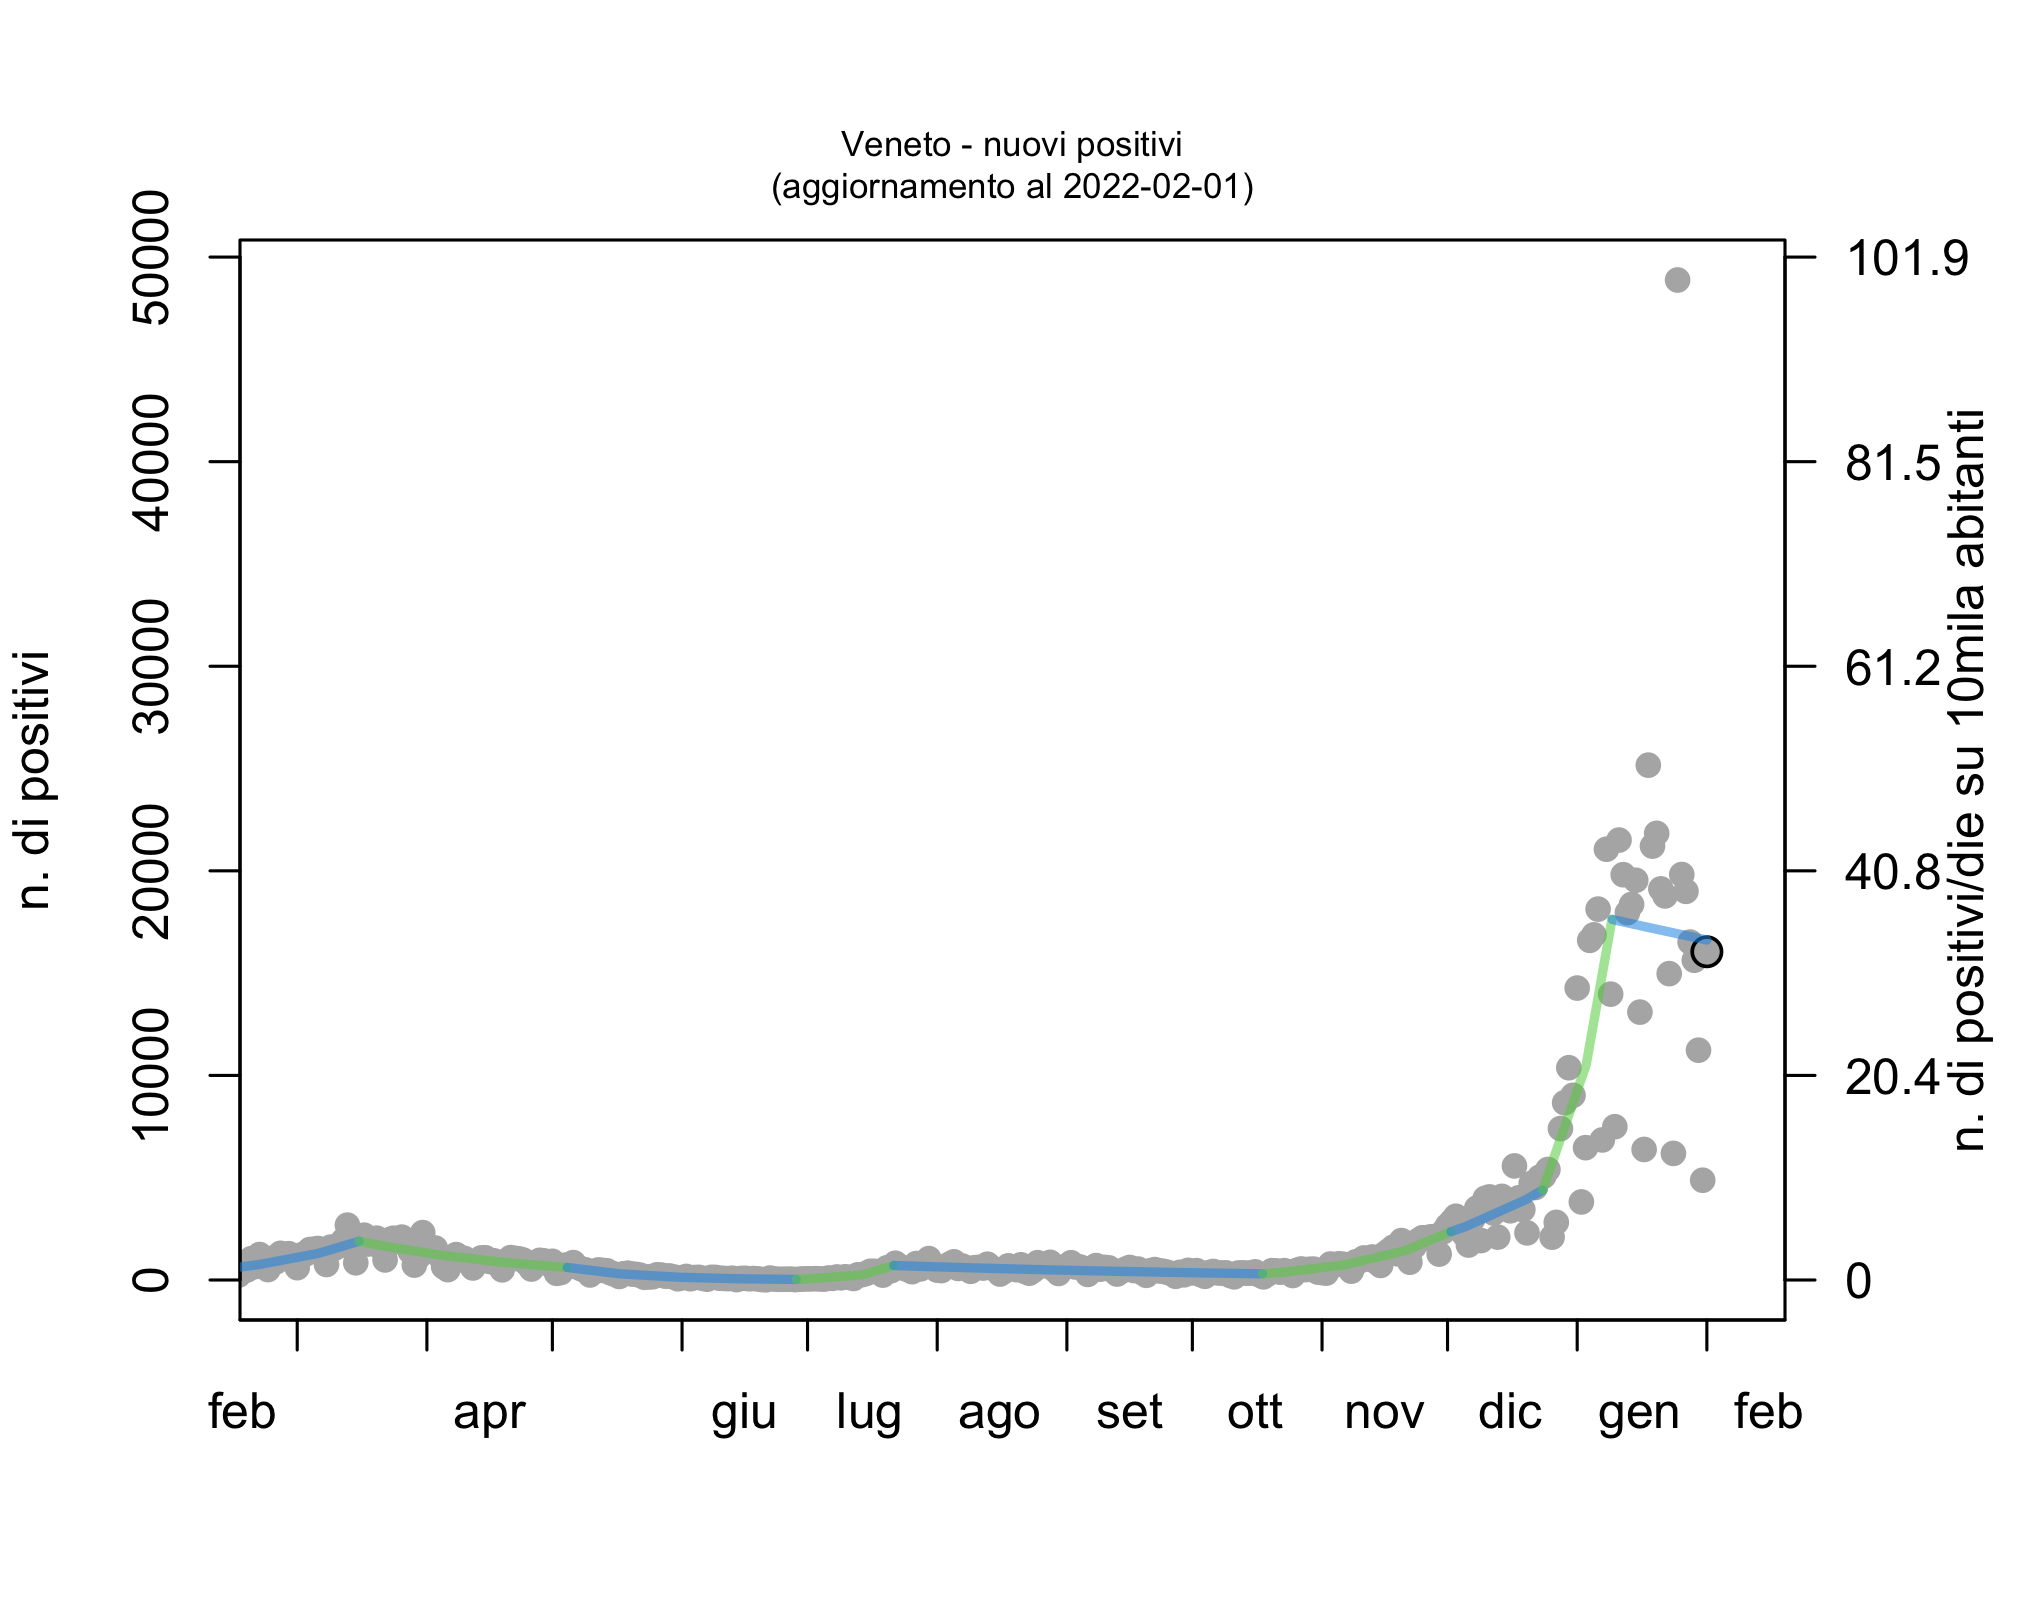 Veneto - nuovi positivi
(aggiornamento al 2022-02-01)
n. di positivi
50000
40000
30000
20000
10000
0
101.9
81.5
61.2
40.8
20.4
0
n. di positivi/die su 10mila abitanti
feb apr giu lug ago set ott nov dic gen feb